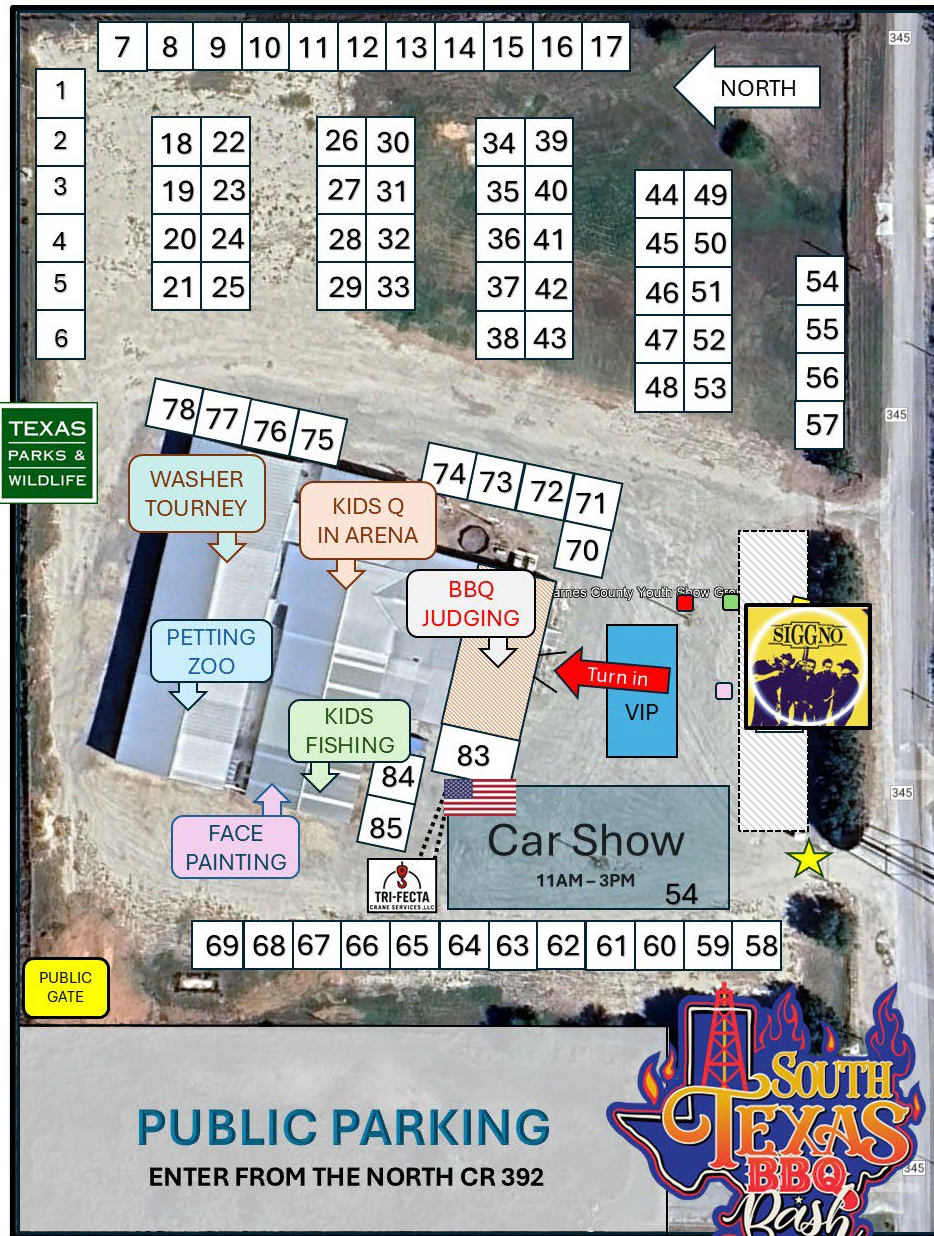 7 8 9 10 11 12 13 14 15 16 17
345
1
NORTH
2
18 22
26 30
34 39
3
19 23
27 31
35 40
44 49
4
20 24
28 32
36 41
45 50
5
21 25
29 33
37 42
46 51
54
6
38 43
47 52
55
48 53
56
57
78 77 76 75
345
TEXAS
PARKS &
WILDLIFE
74 73 72 71
70
WASHER
TOURNEY
KIDS Q
IN ARENA
BBQ
JUDGING
arnes County Youth Show Gro
SIGGNO
PETTING
ZOO
Turn in
VIP
KIDS
FISHING
83
84
85
345
FACE
PAINTING
TRI-FECTA
CRANE SERVICES, LLC
Car Show
11AM – 3PM
54
69 68 67 66 65 64 63 62 61 60 59 58
PUBLIC
GATE
PUBLIC PARKING
ENTER FROM THE NORTH CR 392
SOUTH
TEXAS
BBQ
Bash
345